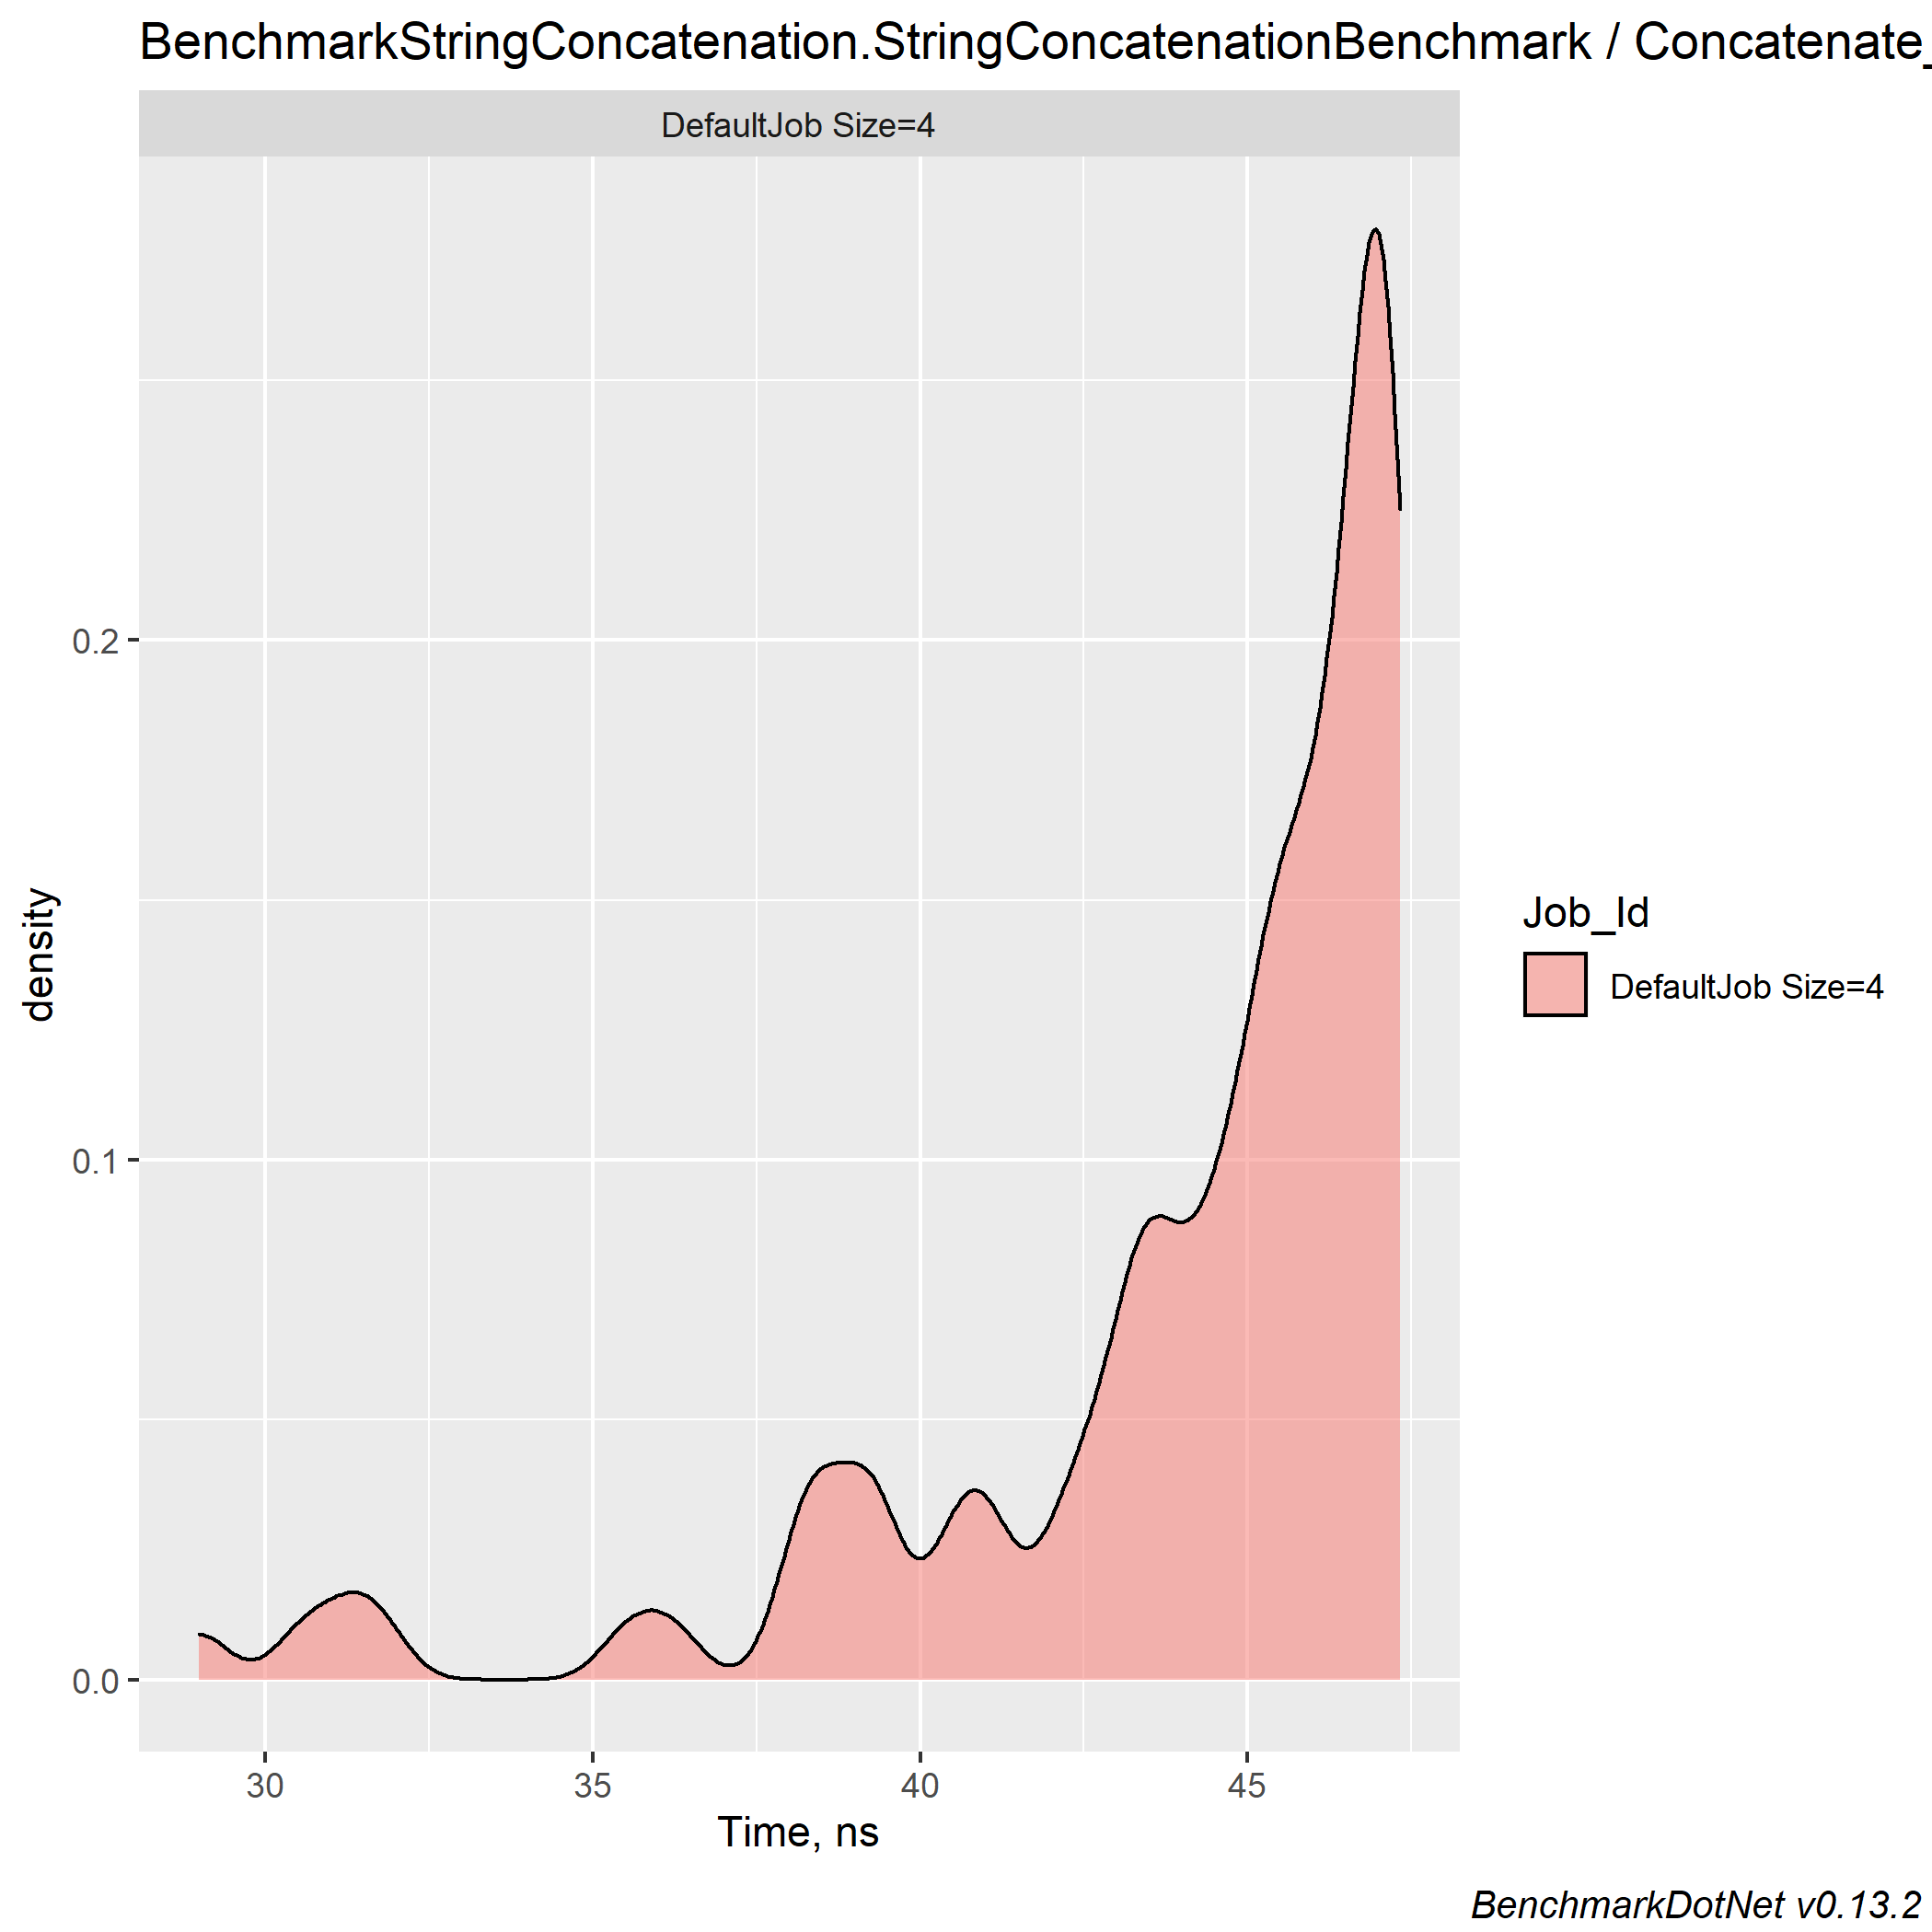 BenchmarkStringConcatenation.StringConcatenationBenchmark / Concatenate_
DefaultJob Size=4
0.2
0.1
0.0
density
30 35 40 45
Time, ns
Job_Id
DefaultJob Size=4
BenchmarkDotNet v0.13.2